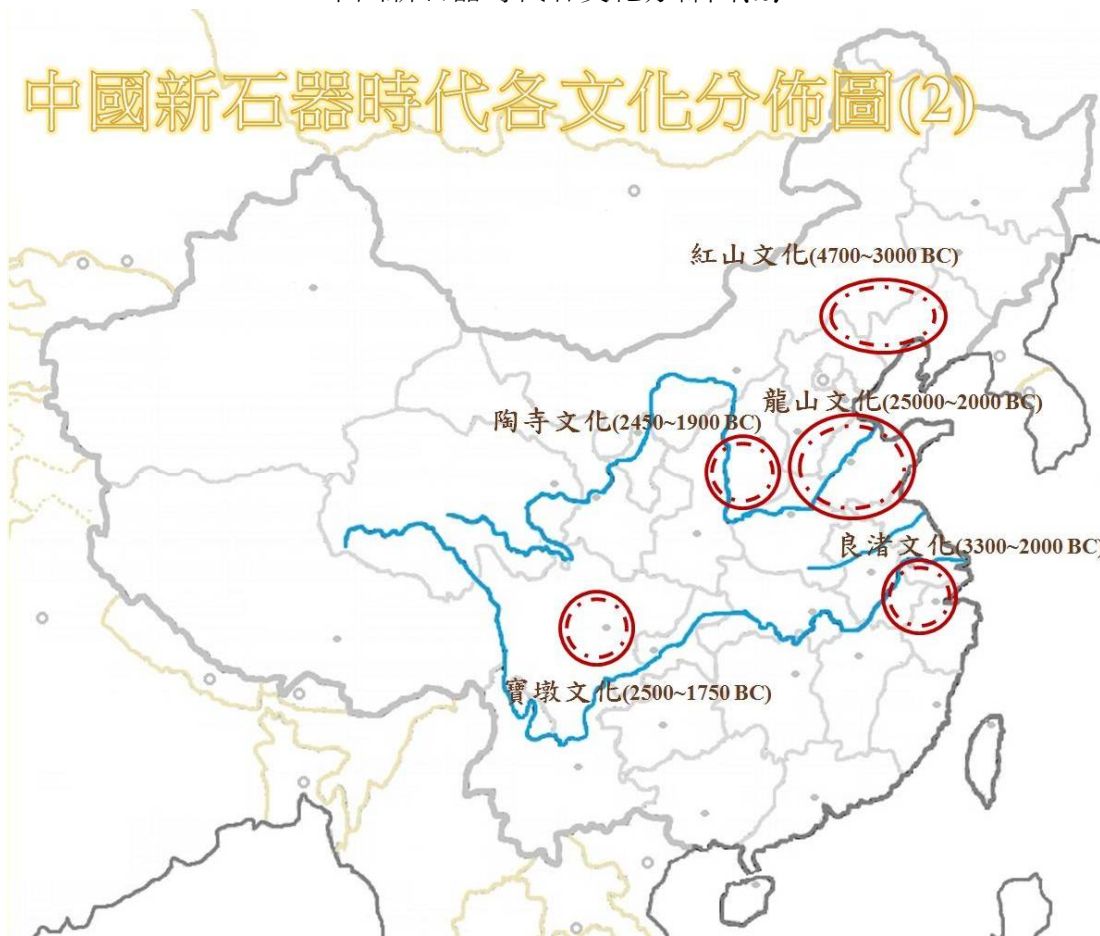 中國新石器時代各文化分佈圖(2)
紅山文化(4700~3000 BC)
龍山文化(25000~2000 BC)
陶寺文化(2450~1900 BC)
良渚文化(3300~2000 BC)
寶墩文化(2500~1750 BC)